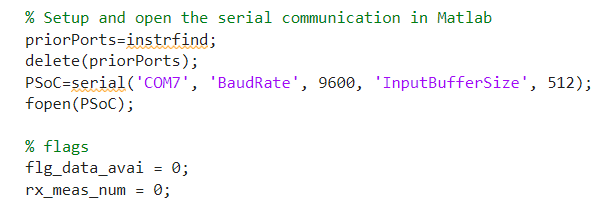 % Setup and open the serial communication in Matlab
priorPorts=instrfind;
delete(priorPorts);
PSoC=serial('COM7', 'BaudRate', 9600, 'InputBufferSize', 512);
fopen(PSoC);
% flags
flg_data_avai = 0;
rx_meas_num = 0;